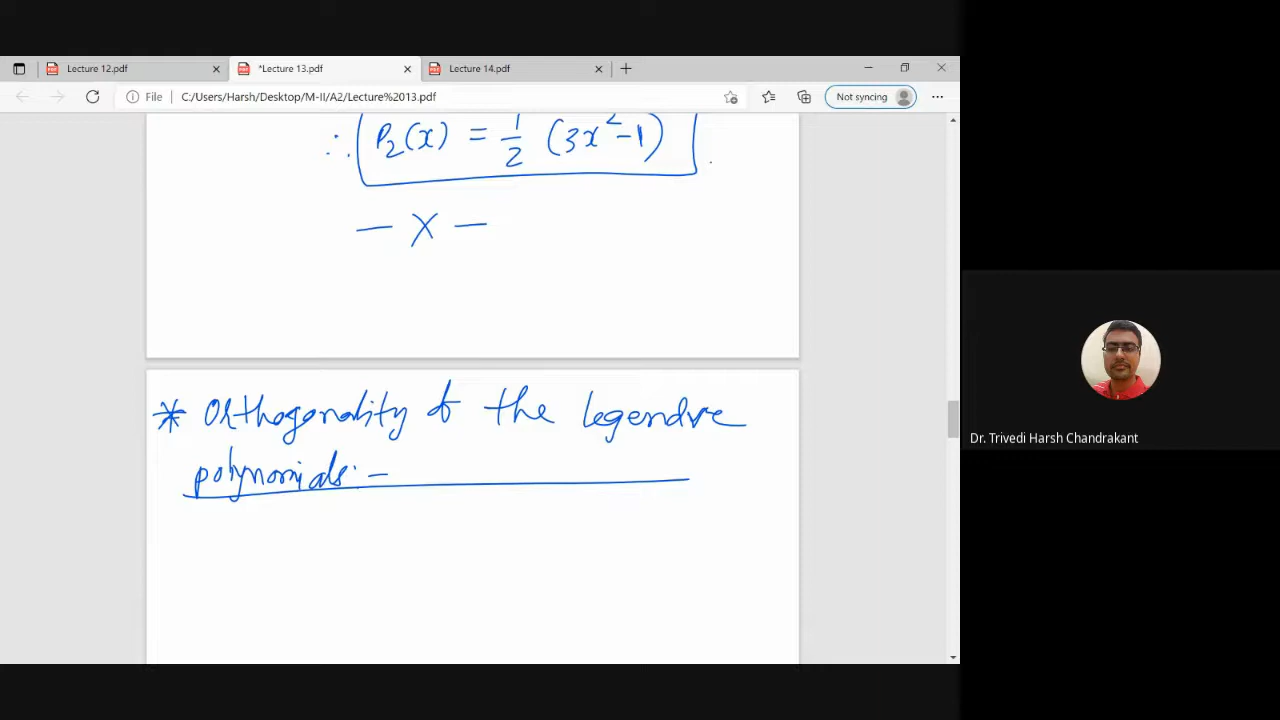 Lecture 12.pdf
*Lecture 13.pdf
Lecture 14.pdf
File
C:/Users/Harsh/Desktop/M-II/A2/Lecture%2013.pdf
Not syncing
∴ P₂(x) = 1/2 (3x²-1).
— X —
* Orthogonality of the legendre
polynomials:-
Dr. Trivedi Harsh Chandrakant